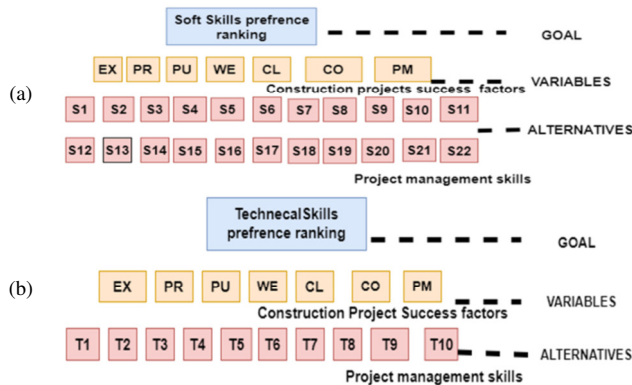 Soft Skills prefrence
ranking
GOAL
EX PR PU WE CL CO PM
VARIABLES
Construction projects success factors
(a)
S1 S2 S3 S4 S5 S6 S7 S8 S9 S10 S11
ALTERNATIVES
S12 S13 S14 S15 S16 S17 S18 S19 S20 S21 S22
Project management skills
TechnecalSkills
prefrence ranking
GOAL
(b)
EX PR PU WE CL CO PM
VARIABLES
Construction Project Success factors
T1 T2 T3 T4 T5 T6 T7 T8 T9 T10
ALTERNATIVES
Project management skills